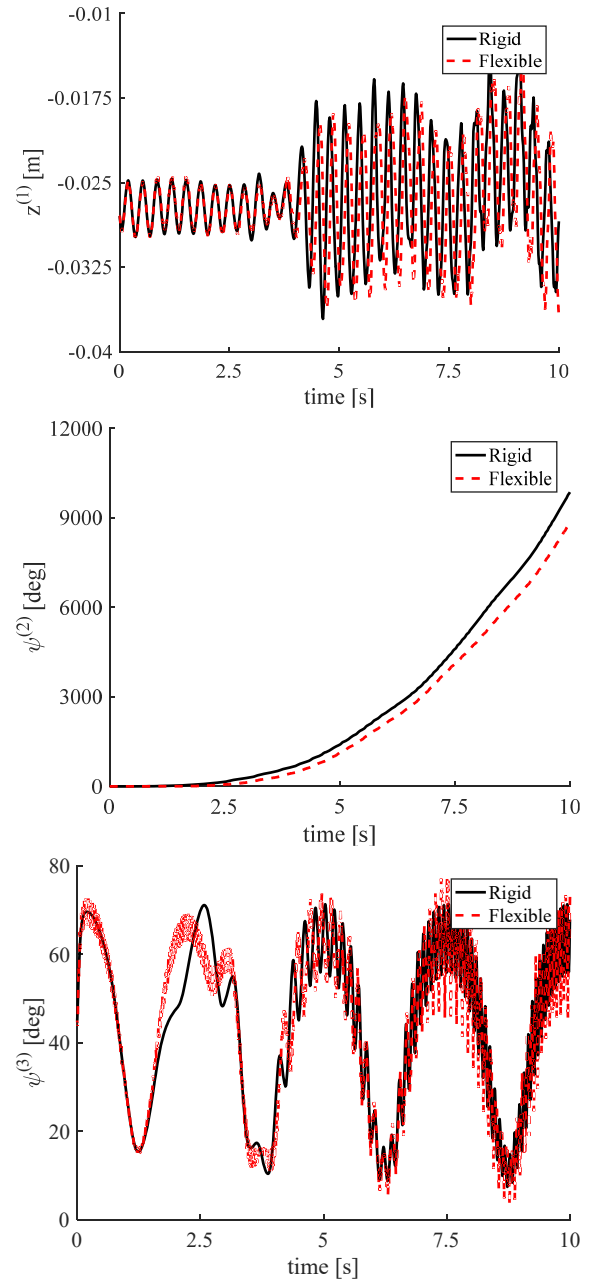 -0.01
-0.0175
-0.025
-0.0325
-0.04
z⁽¹⁾ [m]
Rigid
Flexible
0 2.5 5 7.5 10
time [s]
12000
9000
6000
3000
0
ψ⁽²⁾ [deg]
Rigid
Flexible
0 2.5 5 7.5 10
time [s]
80
60
40
20
0
ψ⁽³⁾ [deg]
Rigid
Flexible
0 2.5 5 7.5 10
time [s]